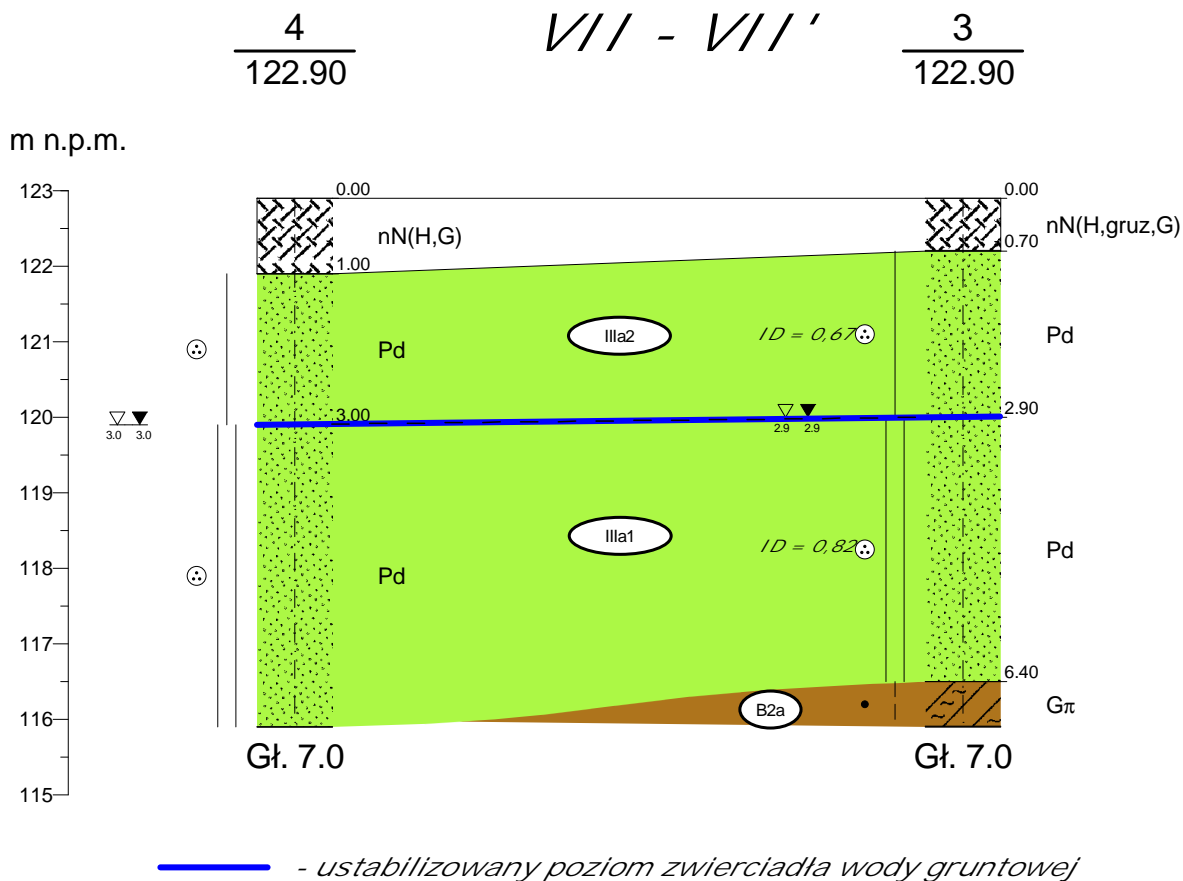 4 VII - VII' 3
122.90 122.90
m n.p.m.
123 0.00 0.00
nN(H,G) nN(H,gruz,G)
0.70
122 1.00
121 Pd IIIa2 ID = 0,67 Pd
120 3.00 2.90
3.0 3.0 2.9 2.9
119
IIIa1 ID = 0,82 Pd
118 Pd
117
6.40
116 B2a Gπ
Gł. 7.0 Gł. 7.0
115
- ustabilizowany poziom zwierciadła wody gruntowej